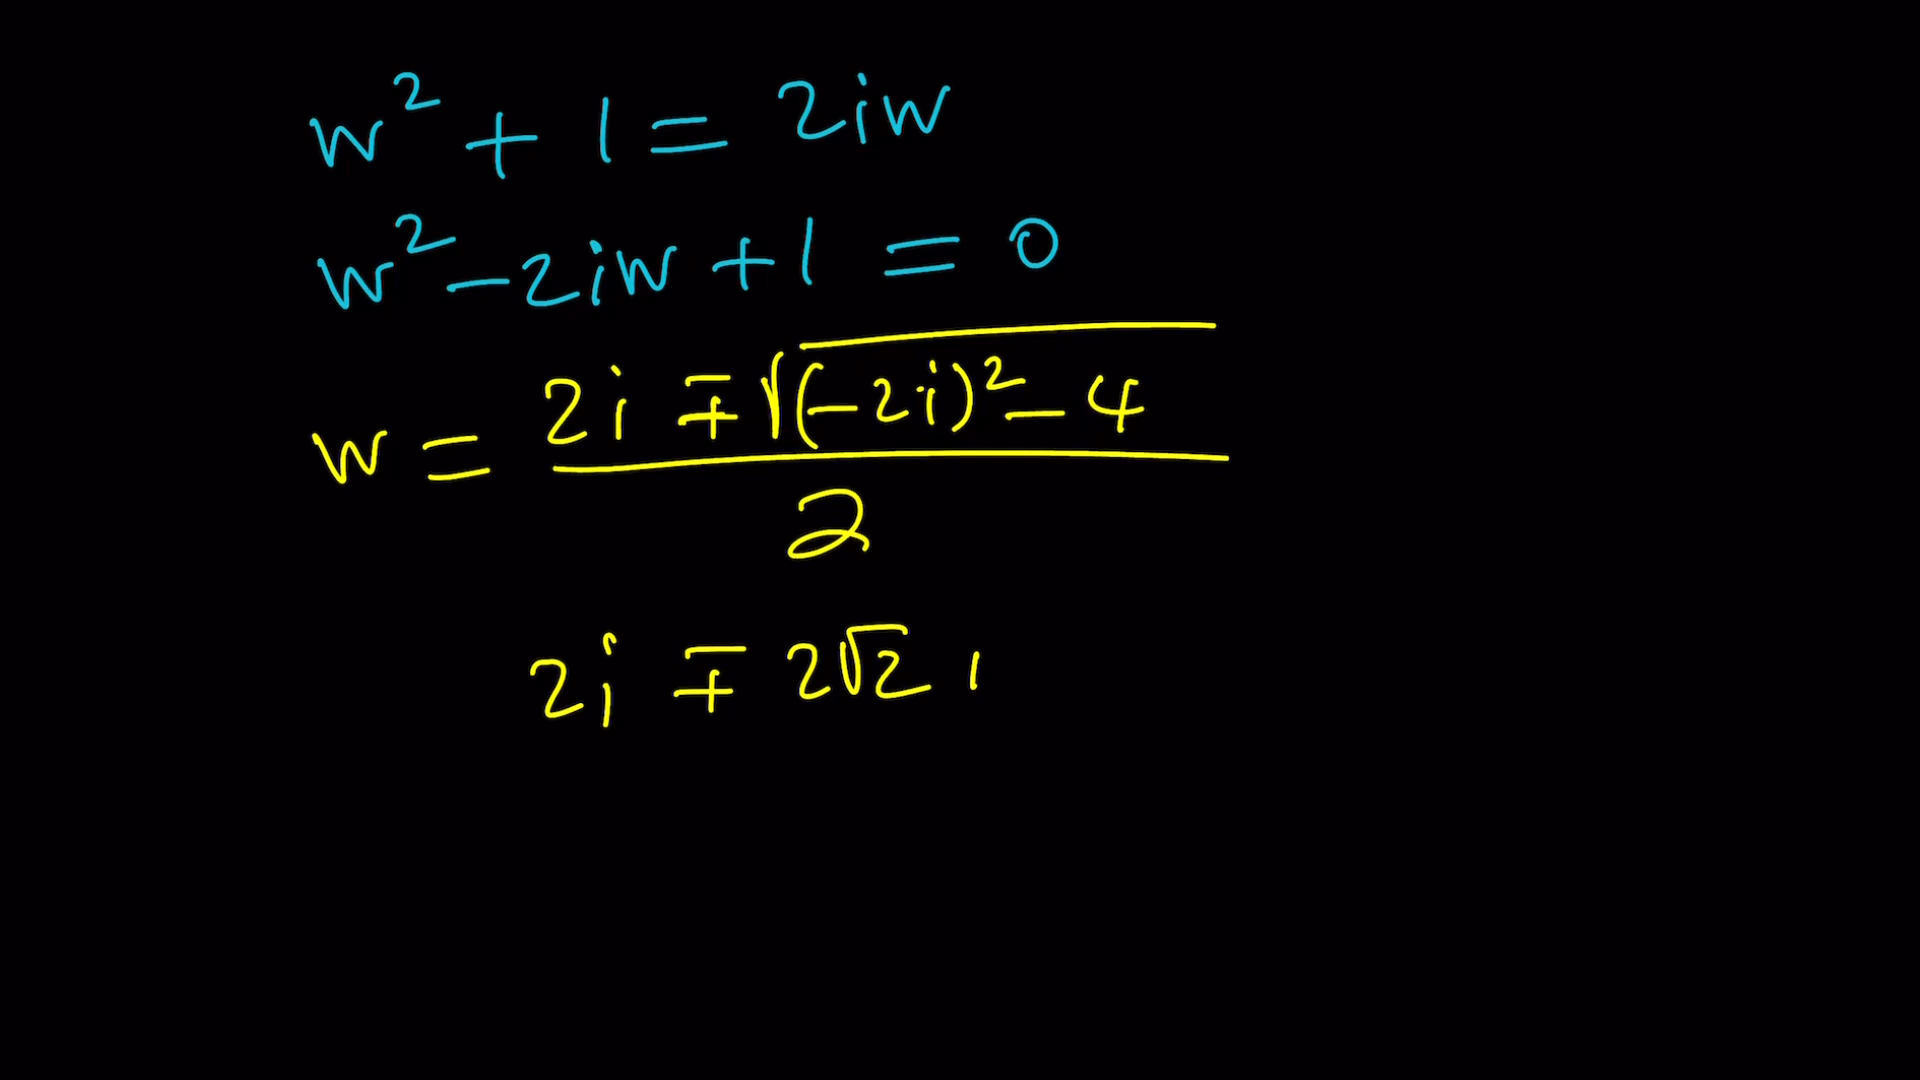 w² + 1 = 2iw
w² - 2iw + 1 = 0
w = (2i ∓ √((-2i)² - 4)) / 2
2i ∓ 2√2 ı